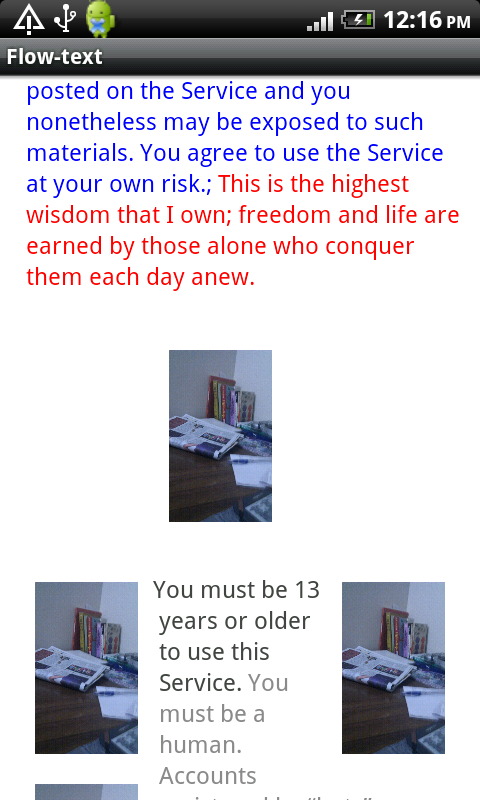 12:16 PM
Flow-text
posted on the Service and you
nonetheless may be exposed to such
materials. You agree to use the Service
at your own risk.; This is the highest
wisdom that I own; freedom and life are
earned by those alone who conquer
them each day anew.
You must be 13
years or older
to use this
Service. You
must be a
human.
Accounts